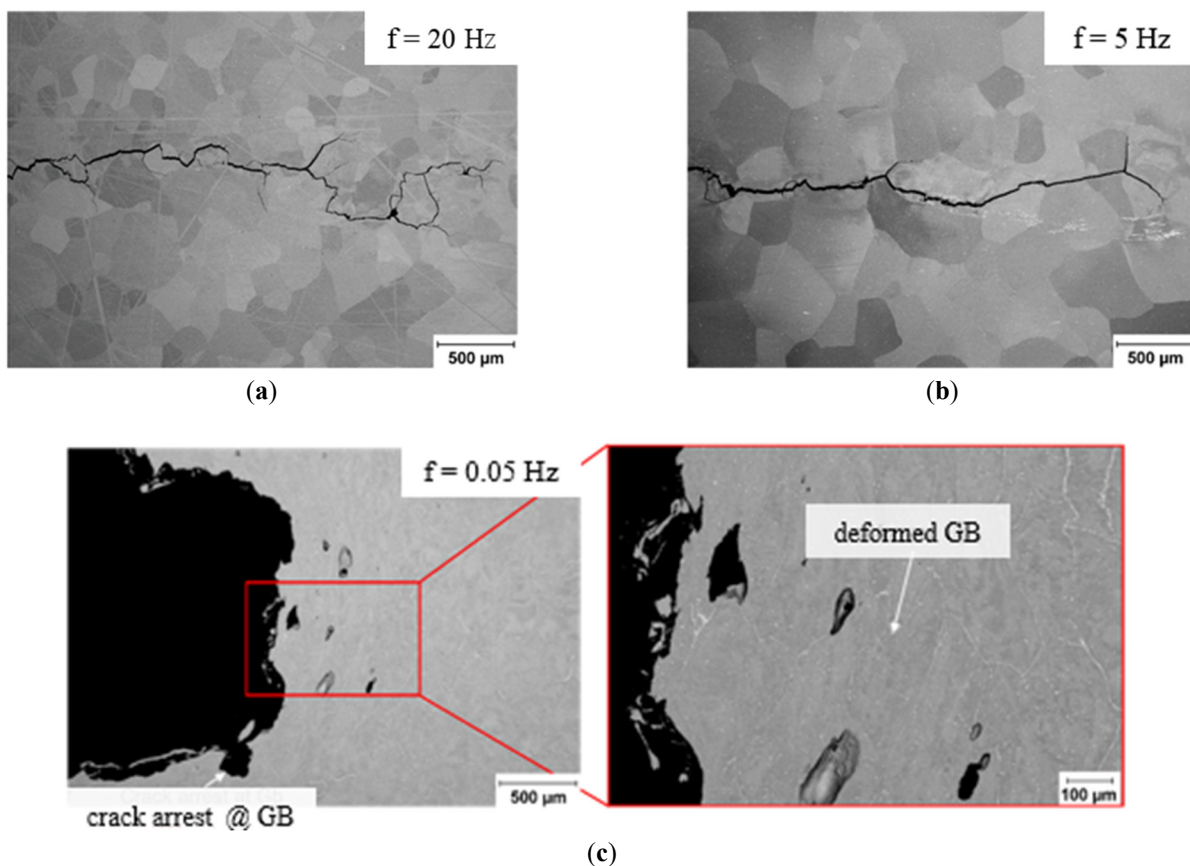 f = 20 Hz
500 µm
(a)
f = 5 Hz
500 µm
(b)
f = 0.05 Hz
500 µm
crack arrest @ GB
deformed GB
100 µm
(c)